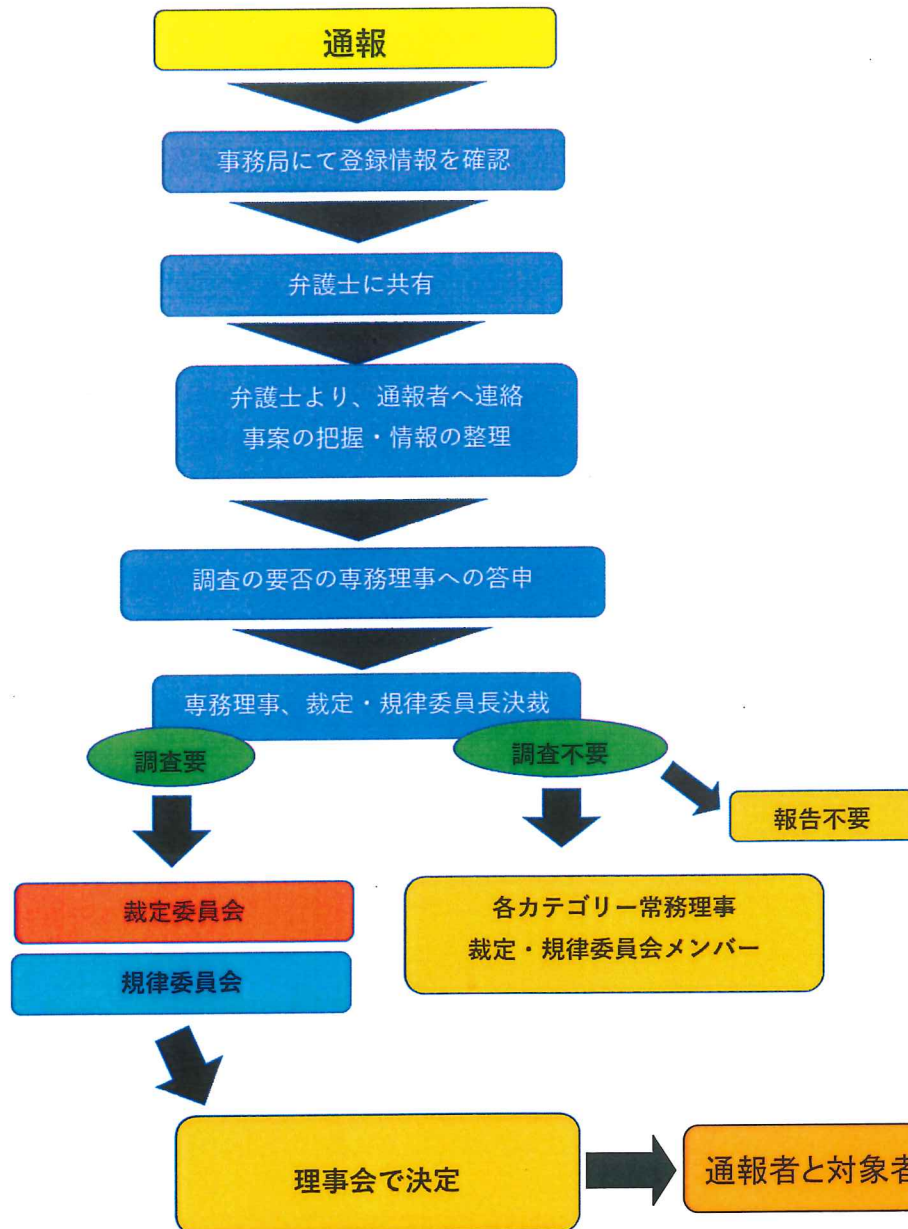 通報
事務局にて登録情報を確認
弁護士に共有
弁護士より、通報者へ連絡
事案の把握・情報の整理
調査の要否の専務理事への答申
専務理事、裁定・規律委員長決裁
調査要
調査不要
報告不要
裁定委員会
規律委員会
各カテゴリー常務理事
裁定・規律委員会メンバー
理事会で決定
通報者と対象者